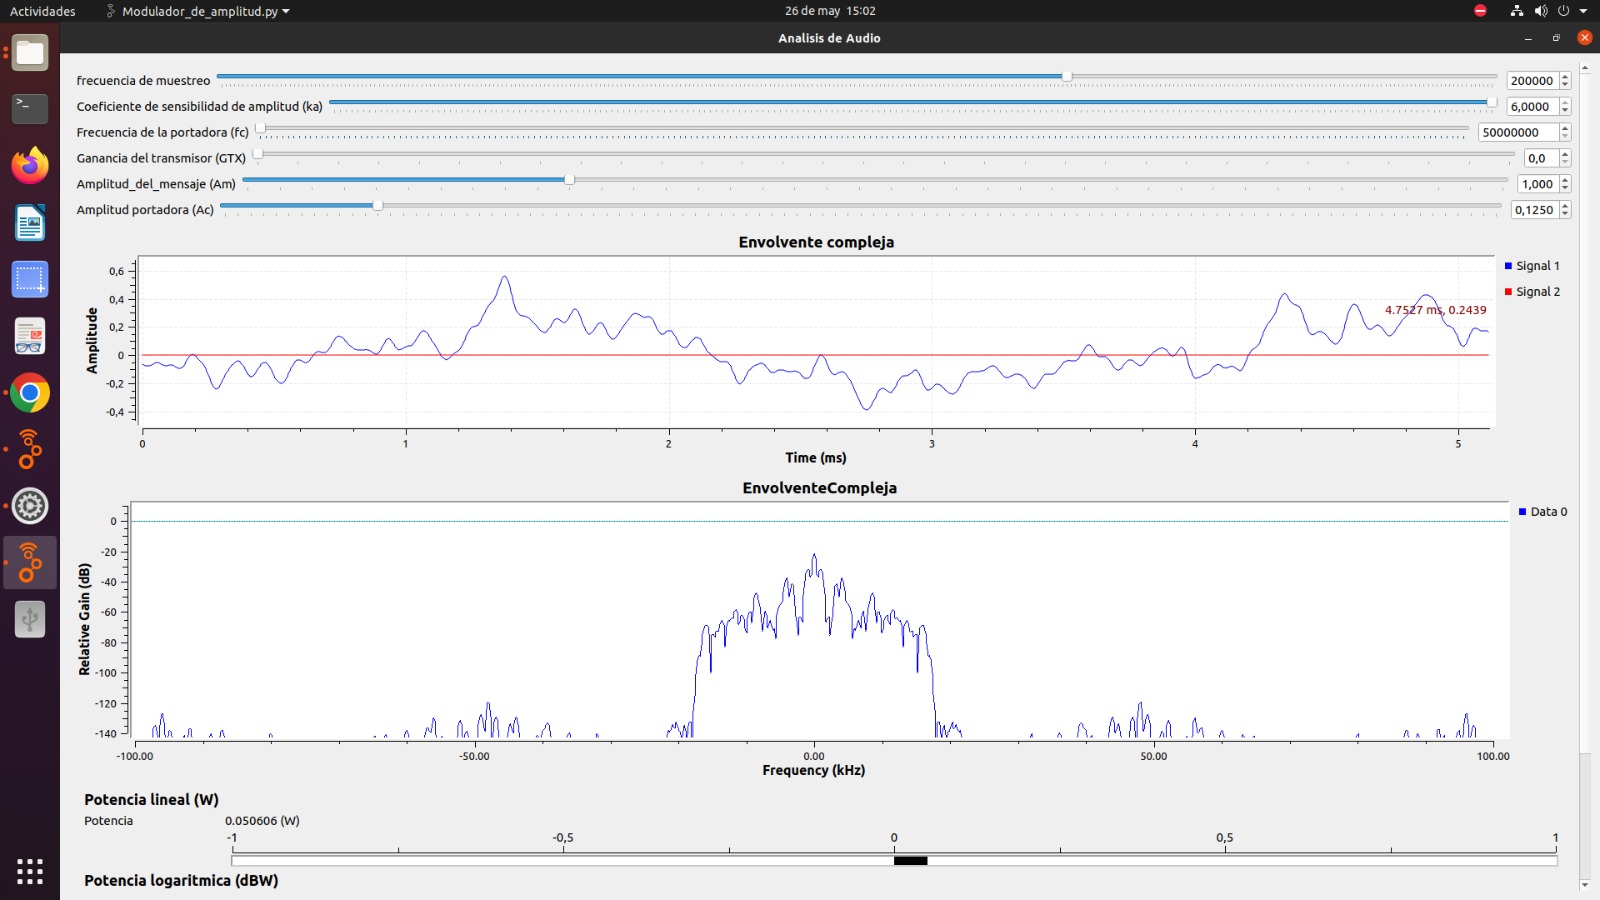 Actividades Modulador_de_amplitud.py 26 de may 15:02
Analisis de Audio
frecuencia de muestreo 200000
Coeficiente de sensibilidad de amplitud (ka) 6,0000
Frecuencia de la portadora (fc) 50000000
Ganancia del transmisor (GTX) 0,0
Amplitud_del_mensaje (Am) 1,000
Amplitud portadora (Ac) 0,1250
Envolvente compleja
Signal 1
Signal 2
4.7527 ms, 0.2439
Amplitude
0,6
0,4
0,2
0
-0,2
-0,4
0 1 2 3 4 5
Time (ms)
EnvolventeCompleja
Data 0
Relative Gain (dB)
0
-20
-40
-60
-80
-100
-120
-140
-100.00 -50.00 0.00 50.00 100.00
Frequency (kHz)
Potencia lineal (W)
Potencia 0.050606 (W)
-1 -0,5 0 0,5 1
Potencia logaritmica (dBW)